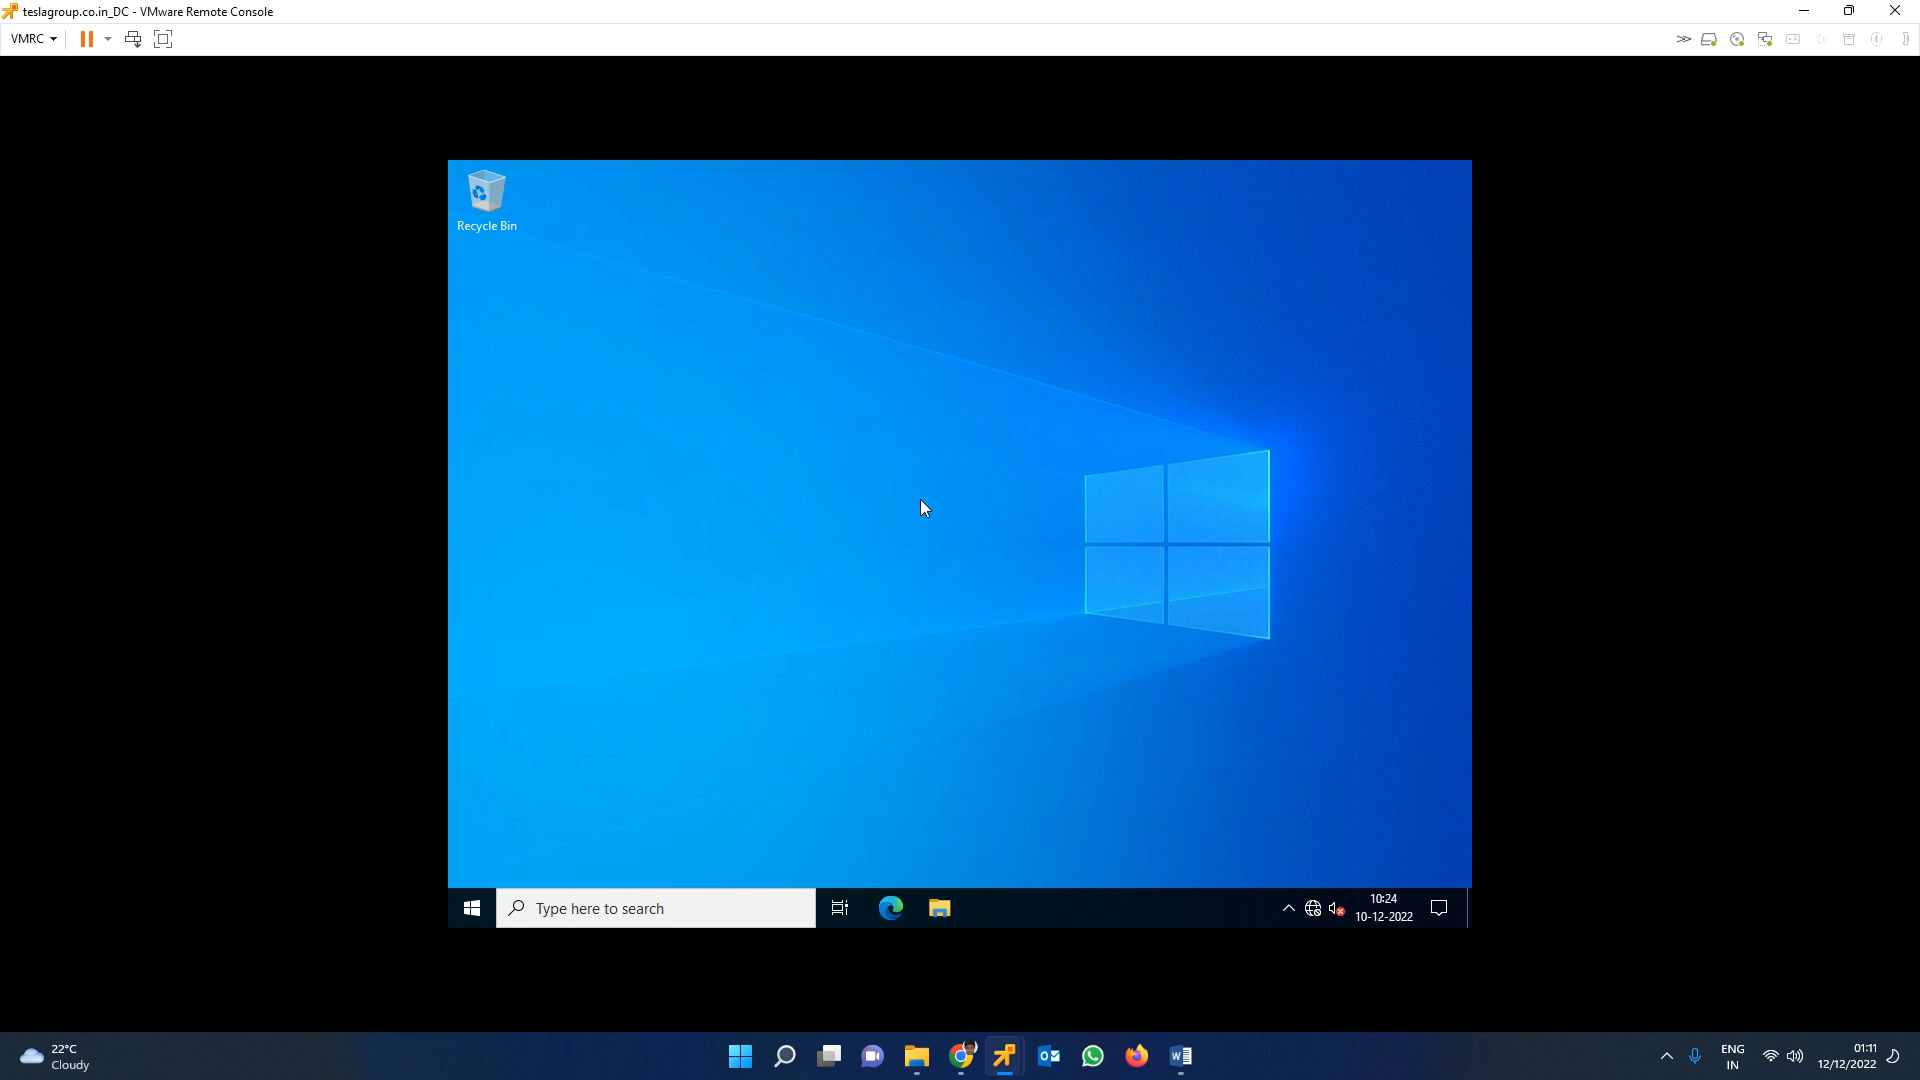 teslagroup.co.in_DC - VMware Remote Console
VMRC
Recycle Bin
Type here to search
10:24
10-12-2022
22°C
Cloudy
ENG
IN
01:11
12/12/2022